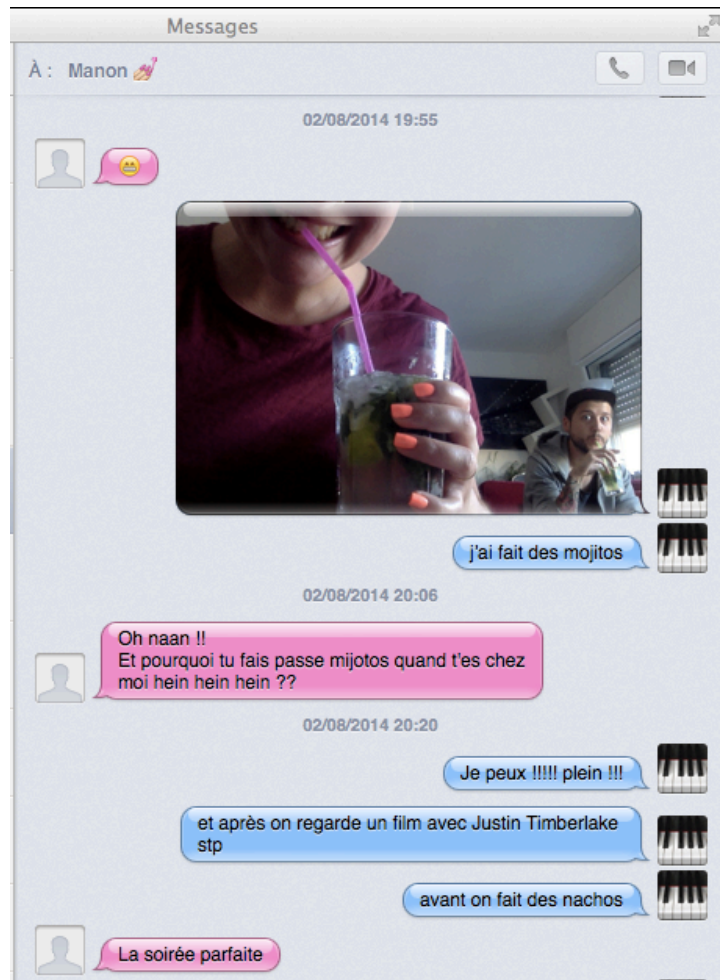 Messages
À : Manon 💅
02/08/2014 19:55
😁
j'ai fait des mojitos
02/08/2014 20:06
Oh naan !!
Et pourquoi tu fais passe mijotos quand t'es chez
moi hein hein hein ??
02/08/2014 20:20
Je peux !!!!! plein !!!
et après on regarde un film avec Justin Timberlake
stp
avant on fait des nachos
La soirée parfaite